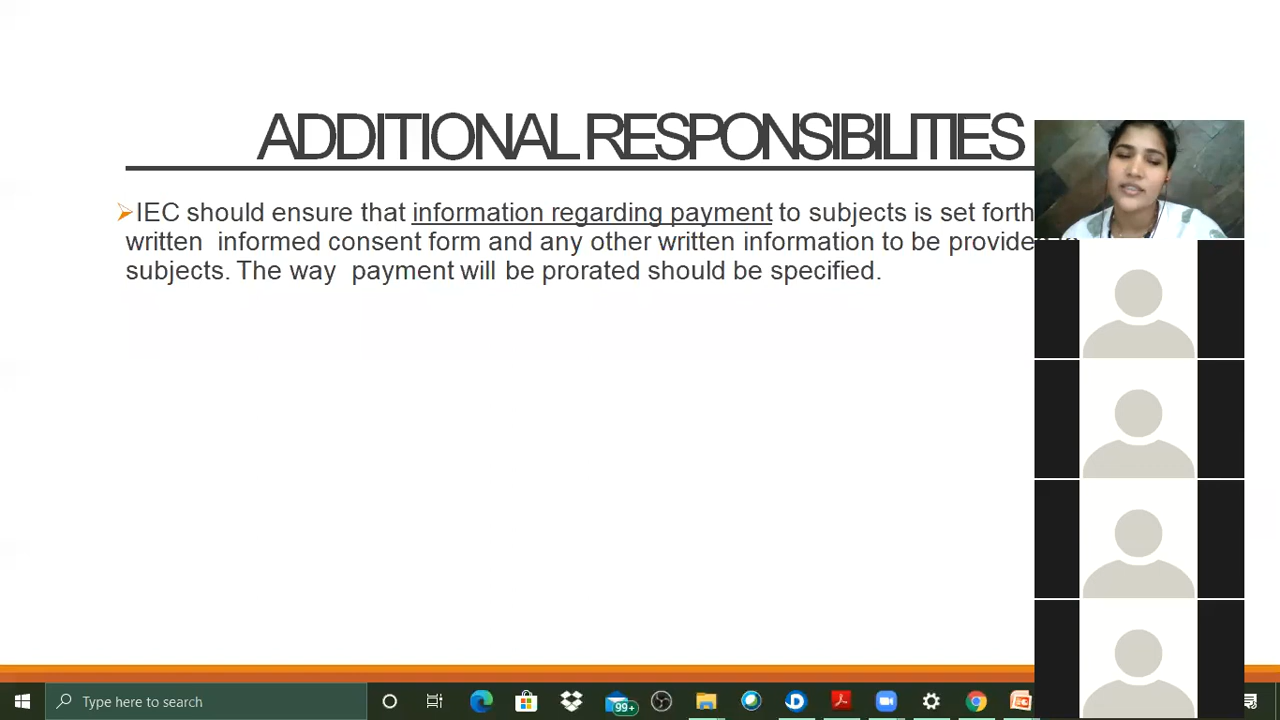 ADDITIONAL RESPONSIBILITIES
IEC should ensure that information regarding payment to subjects is set forth
written informed consent form and any other written information to be provided
subjects. The way payment will be prorated should be specified.
99+
Type here to search